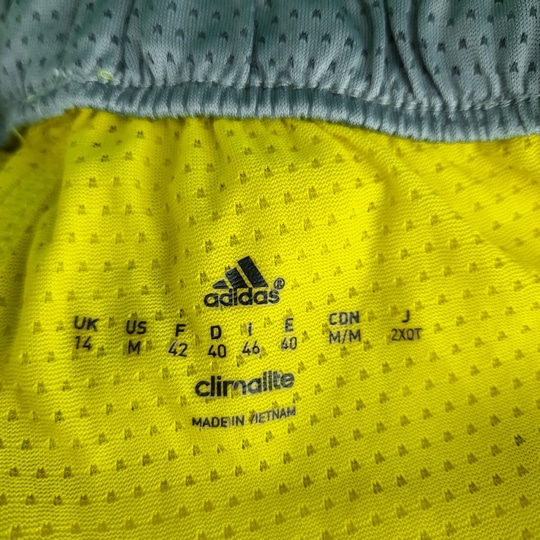 adidas®
UK US F D I E CDN J
14 M 42 40 46 40 M/M 2XOT
climalite
MADE IN VIETNAM